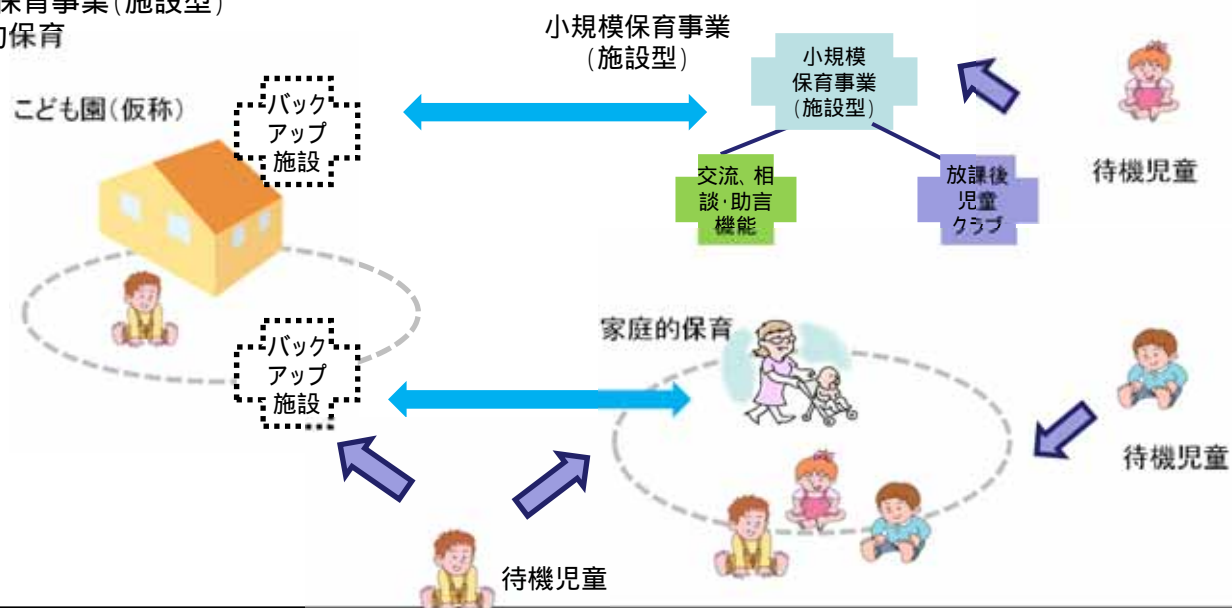 保育事業(施設型)
的保育
小規模保育事業
(施設型)
小規模
保育事業
(施設型)
こども園(仮称)
バック
アップ
施設
交流、相
談・助言
機能
放課後
児童
クラブ
待機児童
バック
アップ
施設
家庭的保育
待機児童
待機児童